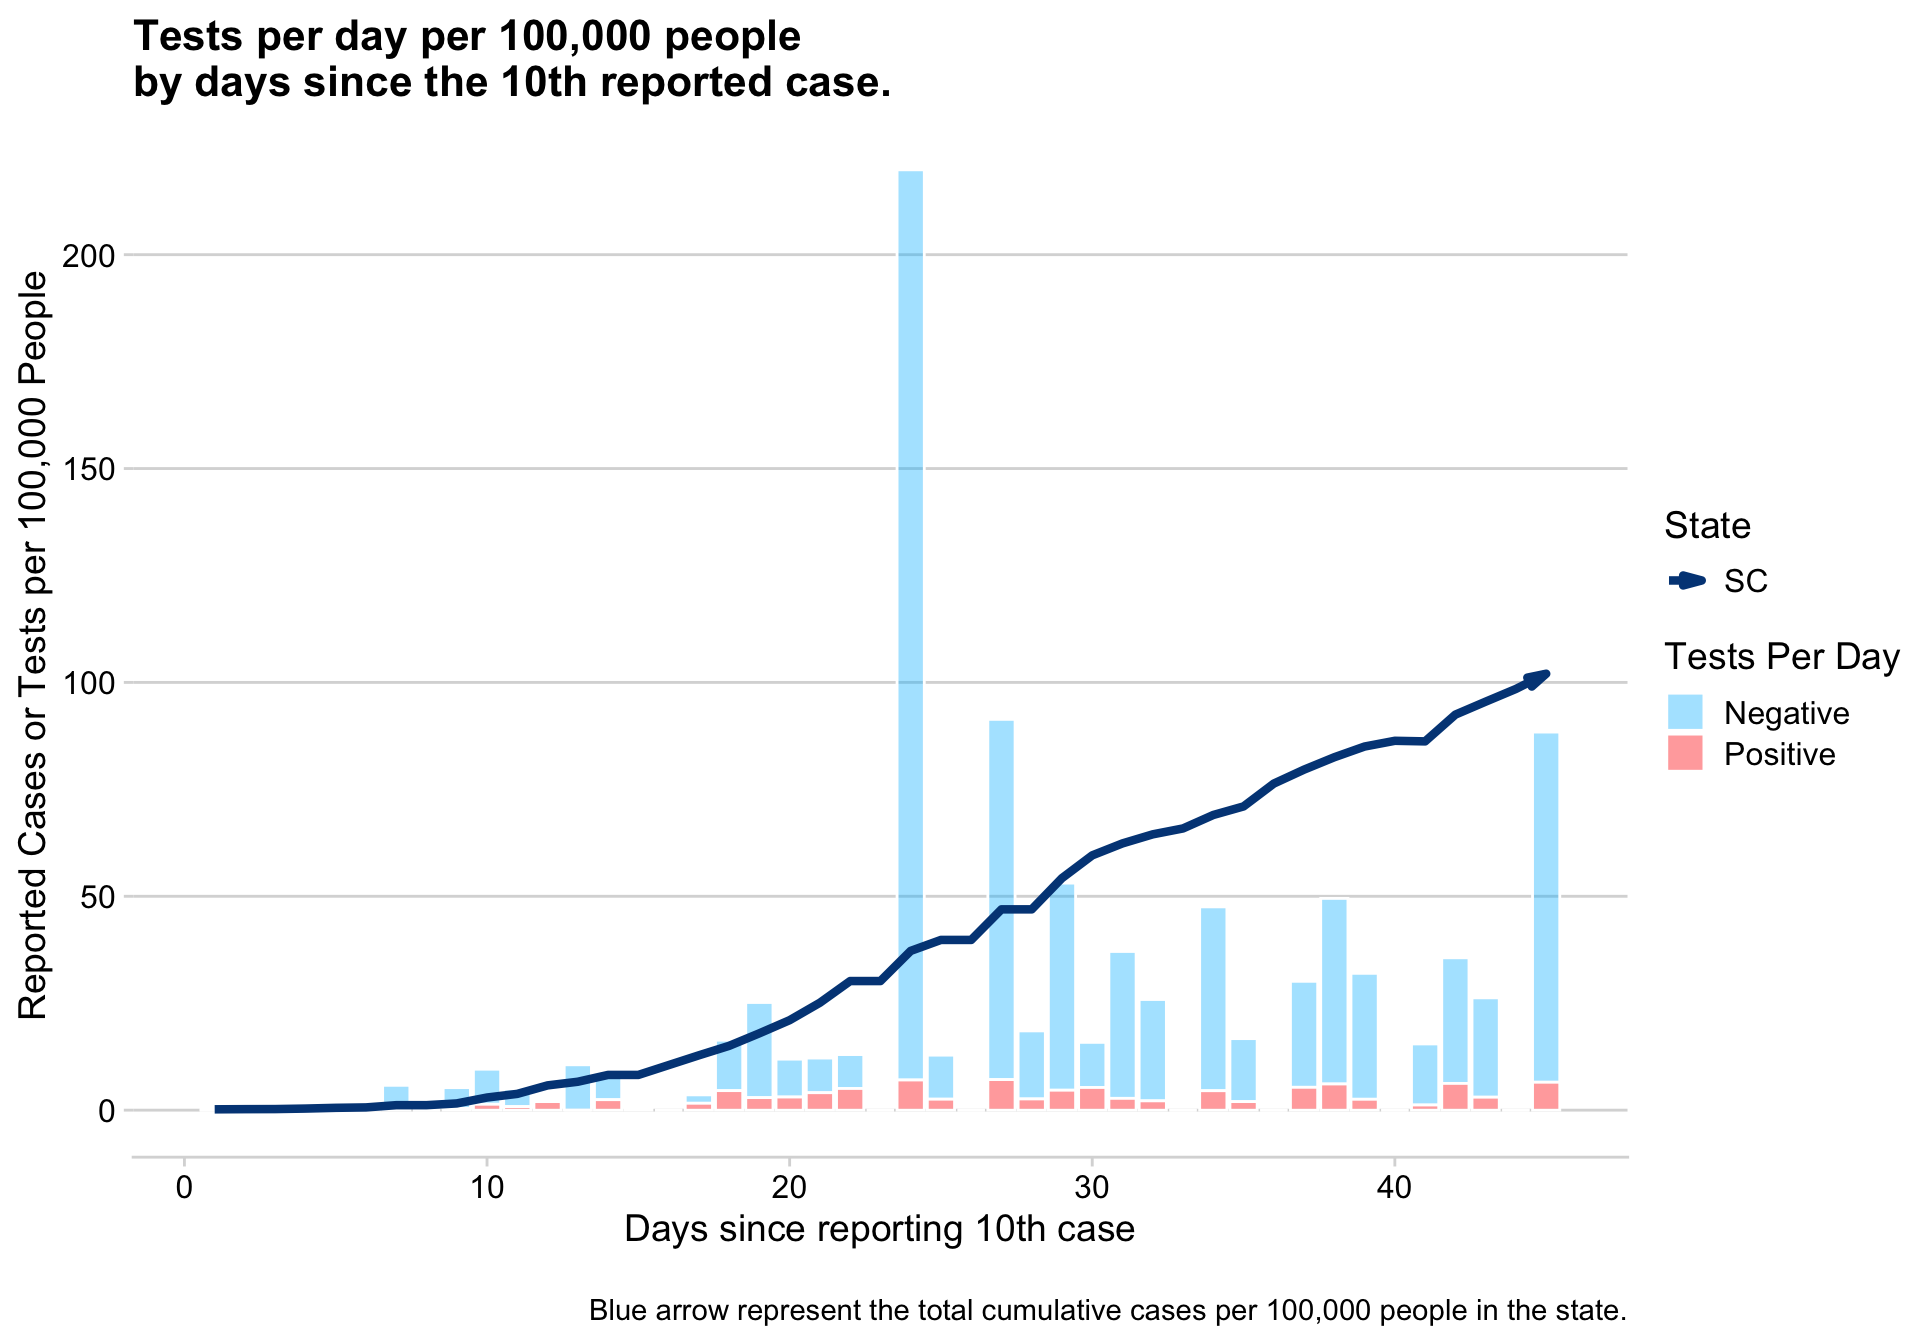 Tests per day per 100,000 people
by days since the 10th reported case.
Reported Cases or Tests per 100,000 People
200
150
100
50
0
0
10
20
30
40
Days since reporting 10th case
State
SC
Tests Per Day
Negative
Positive
Blue arrow represent the total cumulative cases per 100,000 people in the state.